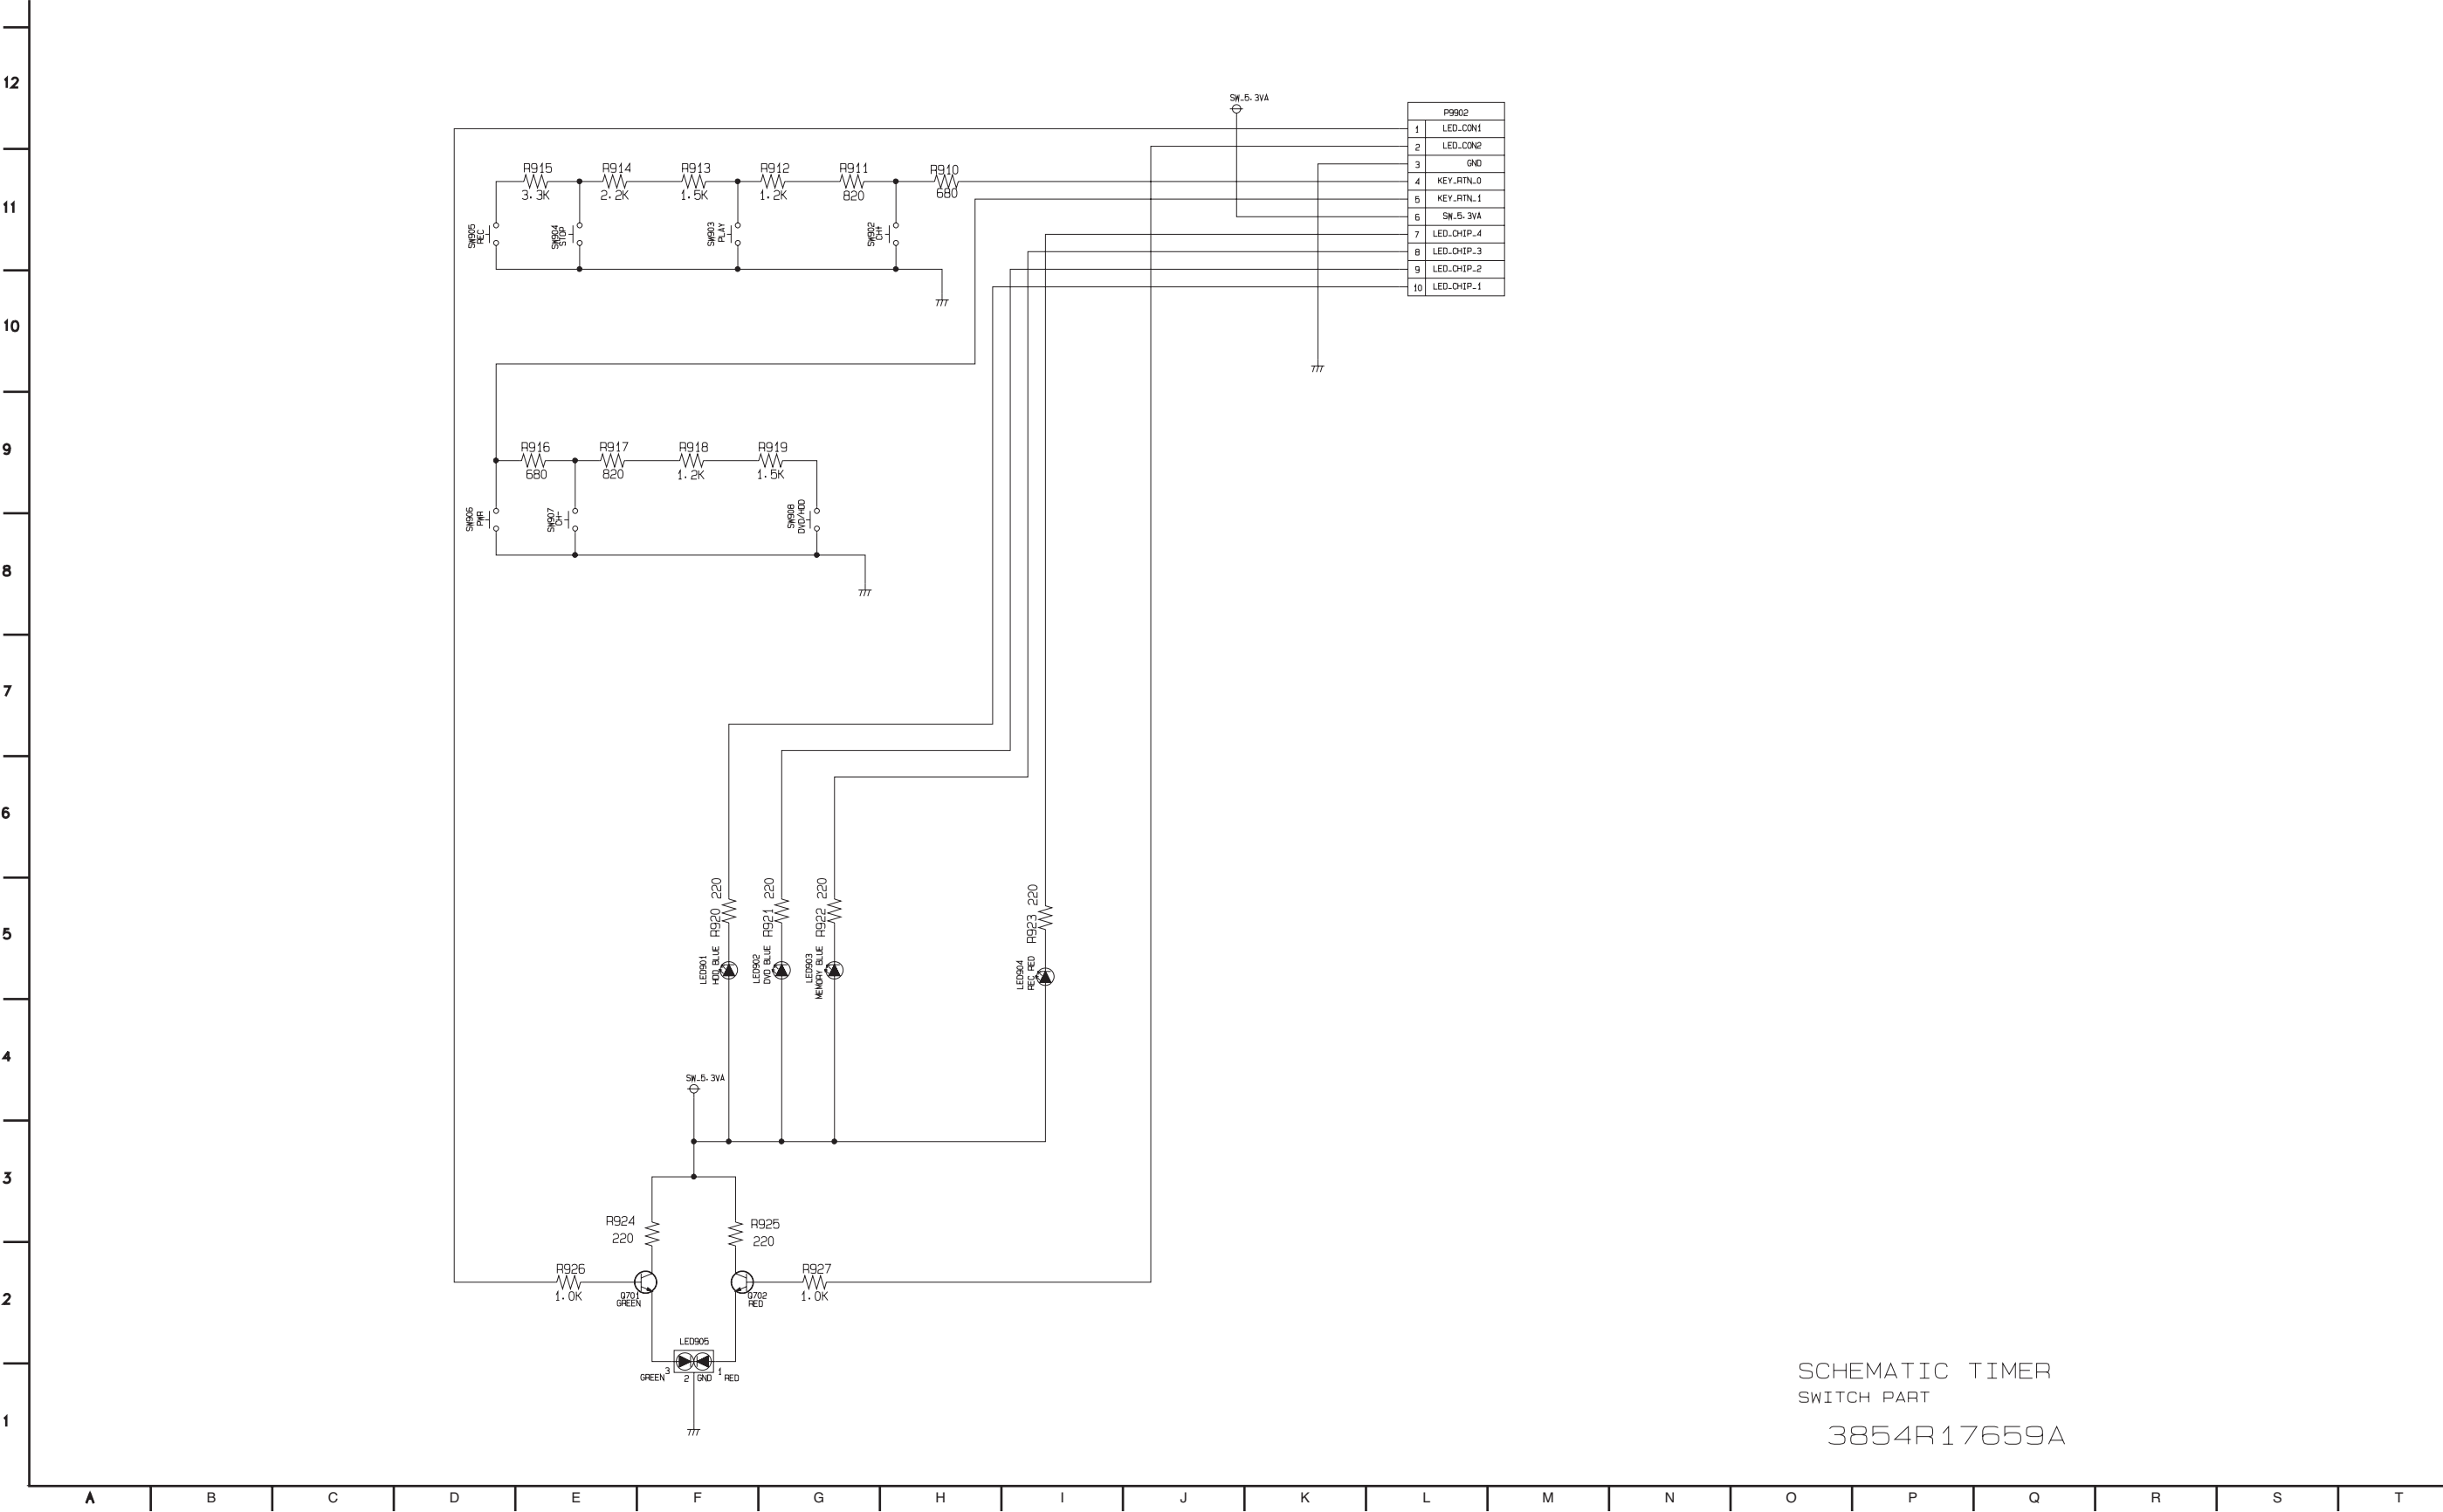 12
11
10
9
8
7
6
5
4
3
2
1
SW_5.3VA
P9902
1 LED_CON1
2 LED_CON2
3 GND
4 KEY_RTN_0
5 KEY_RTN_1
6 SW_5.3VA
7 LED_CHIP_4
8 LED_CHIP_3
9 LED_CHIP_2
10 LED_CHIP_1
R915
3.3K
R914
2.2K
R913
1.5K
R912
1.2K
R911
820
R910
680
SW905
REC
SW904
STOP
SW903
PLAY
SW902
CH+
R916
680
R917
820
R918
1.2K
R919
1.5K
SW906
PWR
SW907
CH-
SW908
DVD/HDD
R920 220
R921 220
R922 220
R923 220
LED901
HDD BLUE
LED902
DVD BLUE
LED903
MEMORY BLUE
LED904
REC RED
SW_5.3VA
R924
220
R925
220
R926
1.0K
R927
1.0K
Q701
GREEN
Q702
RED
LED905
GREEN 3 2 GND 1 RED
SCHEMATIC TIMER
SWITCH PART
3854R17659A
A B C D E F G H I J K L M N O P Q R S T